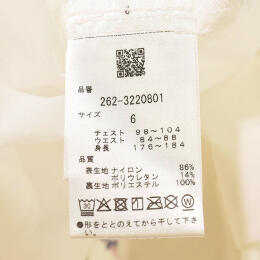 品番
262-3220801
サイズ
6
チェスト 98~104
ウエスト 84~88
身長 176~184
品質
表生地 ナイロン 86%
ポリウレタン 14%
裏生地 ポリエステル 100%
●形をととのえてから干して下さ
い。